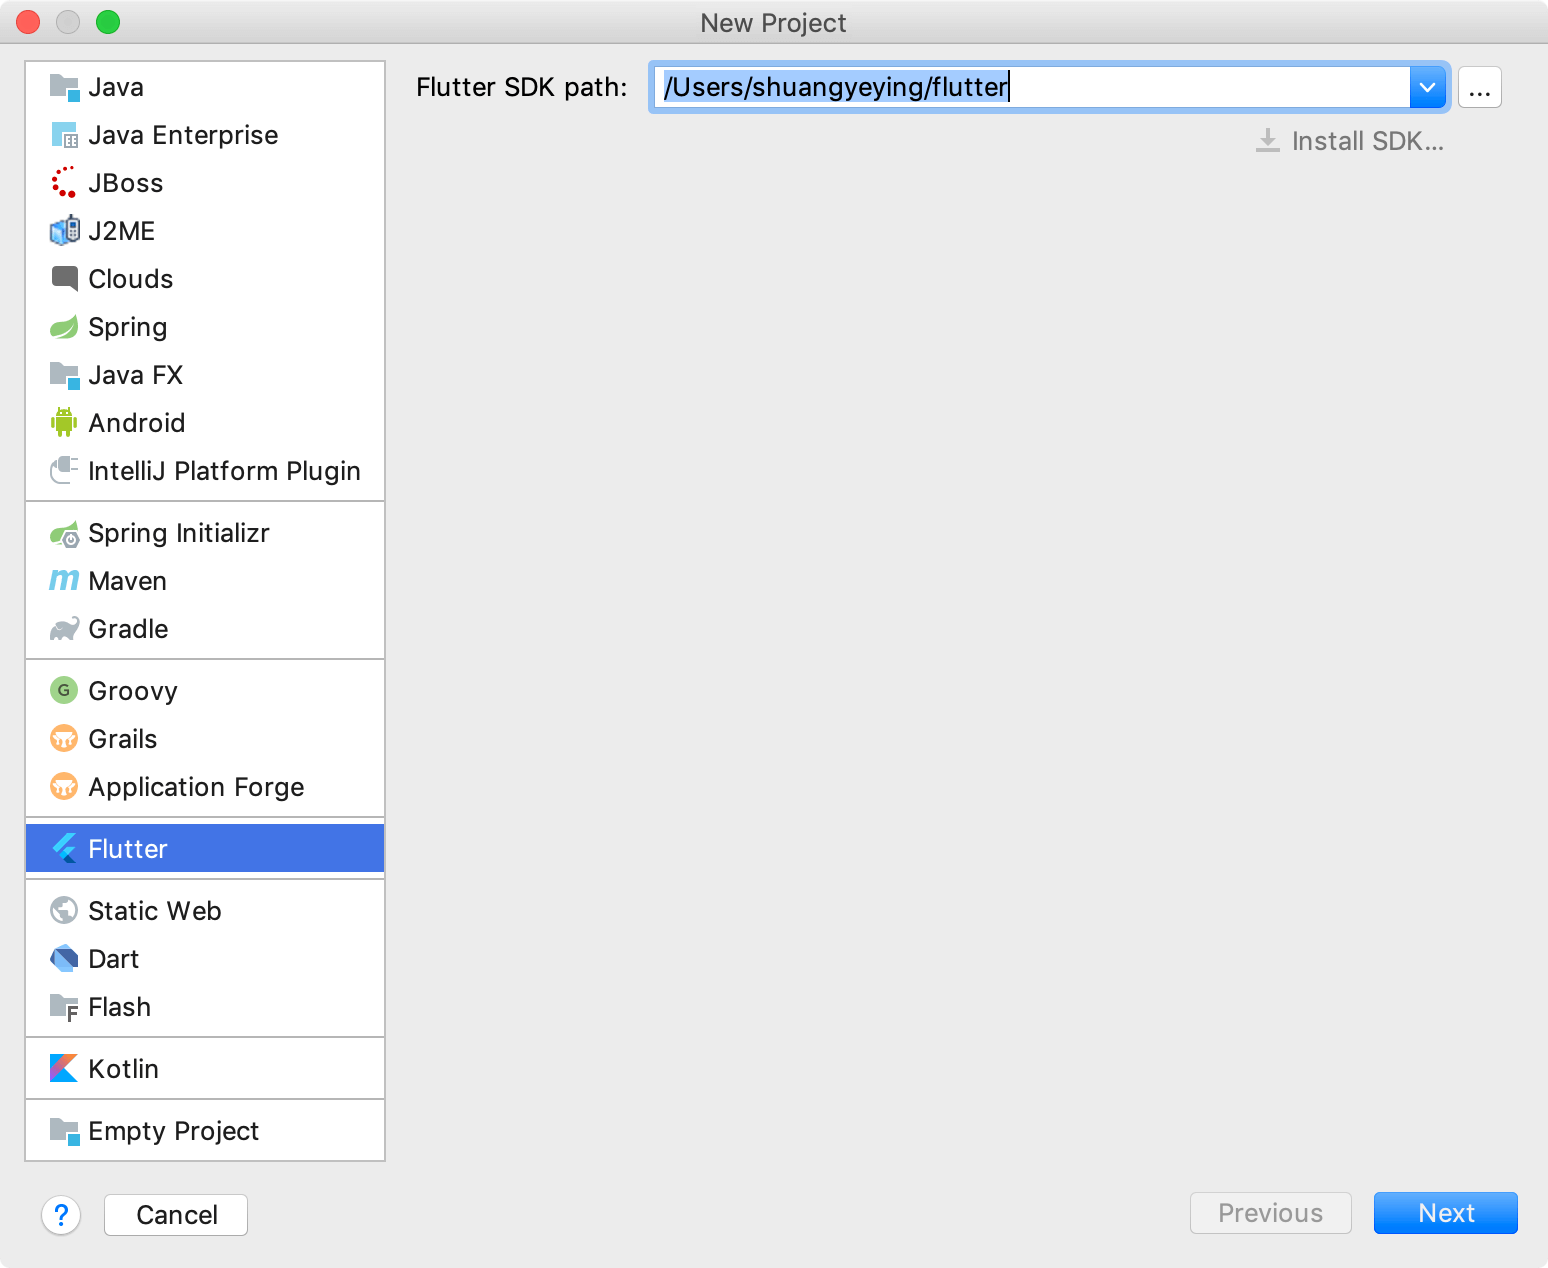 New Project
Java
Java Enterprise
JBoss
J2ME
Clouds
Spring
Java FX
Android
IntelliJ Platform Plugin
Spring Initializr
Maven
Gradle
Groovy
Grails
Application Forge
Flutter
Static Web
Dart
Flash
Kotlin
Empty Project
Flutter SDK path: /Users/shuangyeying/flutter ...
Install SDK...
? Cancel Previous Next